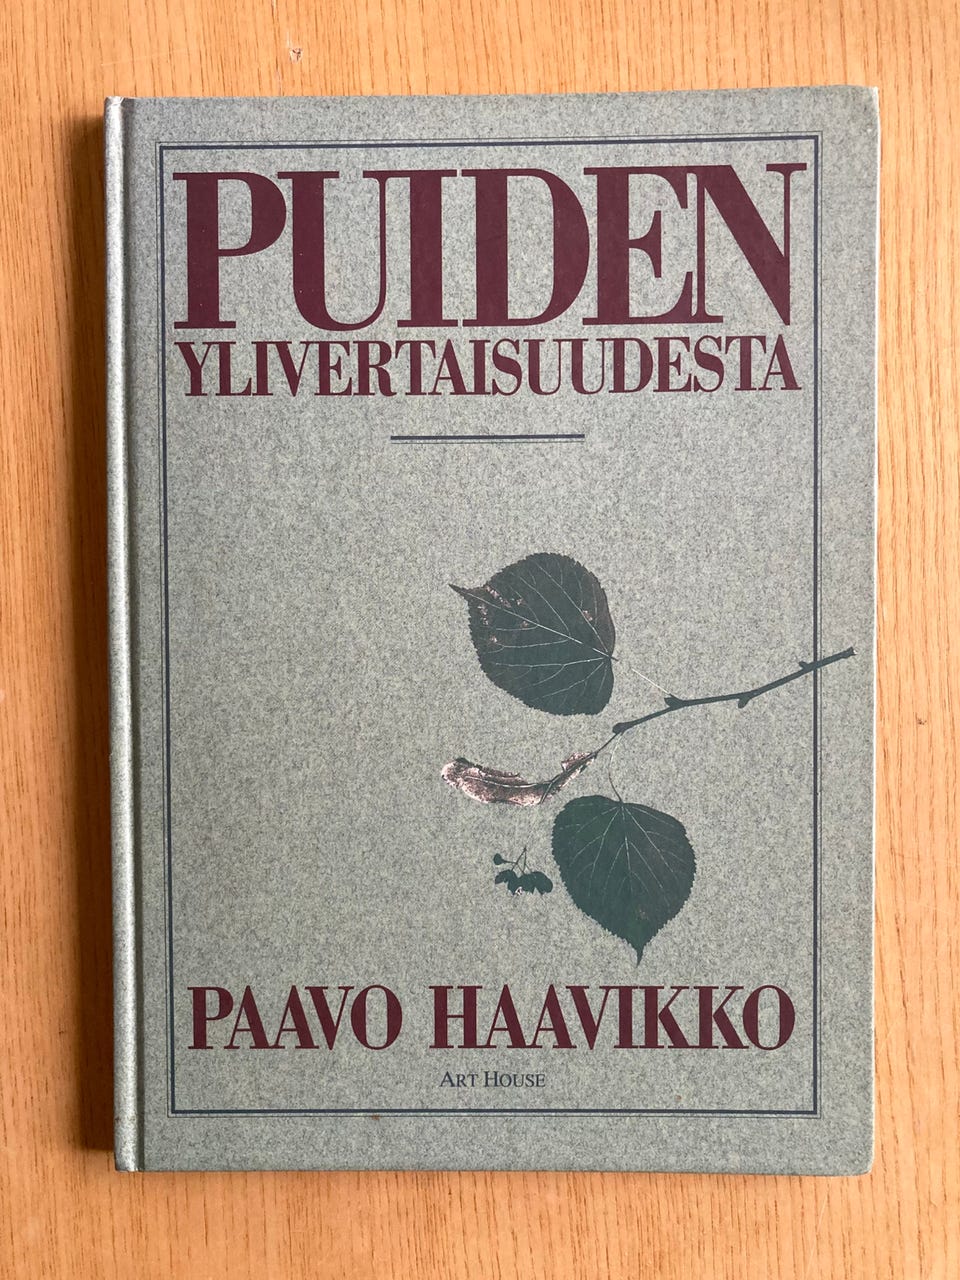 PUIDEN
YLIVERTAISUUDESTA
PAAVO HAAVIKKO
ART HOUSE